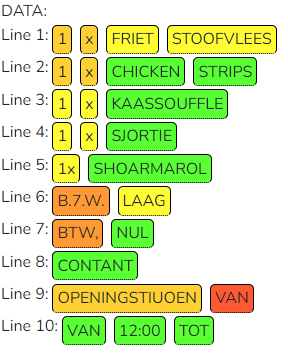 DATA:
Line 1: 1 x FRIET STOOFVLEES
Line 2: 1 x CHICKEN STRIPS
Line 3: 1 x KAASSOUFFLE
Line 4: 1 x SJORTIE
Line 5: 1x SHOARMAROL
Line 6: B.7.W. LAAG
Line 7: BTW, NUL
Line 8: CONTANT
Line 9: OPENINGSTIUOEN VAN
Line 10: VAN 12:00 TOT